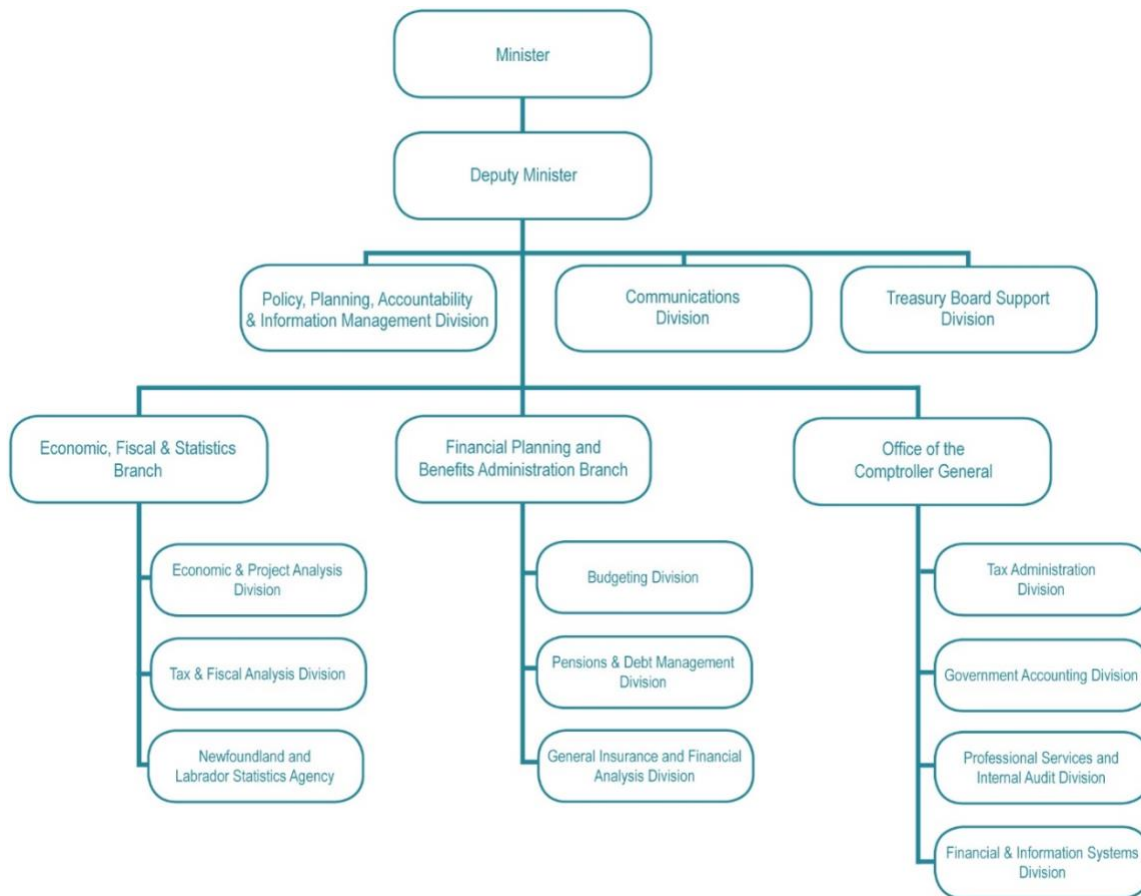 Minister
Deputy Minister
Policy, Planning, Accountability
& Information Management Division
Communications
Division
Treasury Board Support
Division
Economic, Fiscal & Statistics
Branch
Financial Planning and
Benefits Administration Branch
Office of the
Comptroller General
Economic & Project Analysis
Division
Tax & Fiscal Analysis Division
Newfoundland and
Labrador Statistics Agency
Budgeting Division
Pensions & Debt Management
Division
General Insurance and Financial
Analysis Division
Tax Administration
Division
Government Accounting Division
Professional Services and
Internal Audit Division
Financial & Information Systems
Division